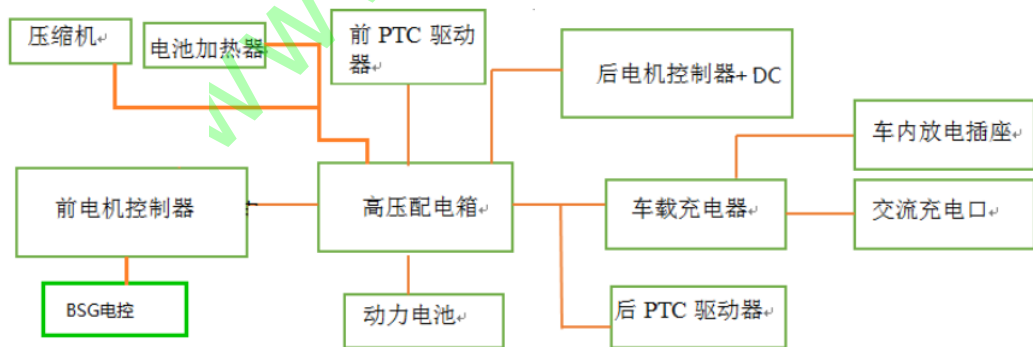 压缩机
电池加热器
前 PTC 驱动
器
后电机控制器+ DC
车内放电插座
前电机控制器
高压配电箱
车载充电器
交流充电口
BSG电控
动力电池
后 PTC 驱动器